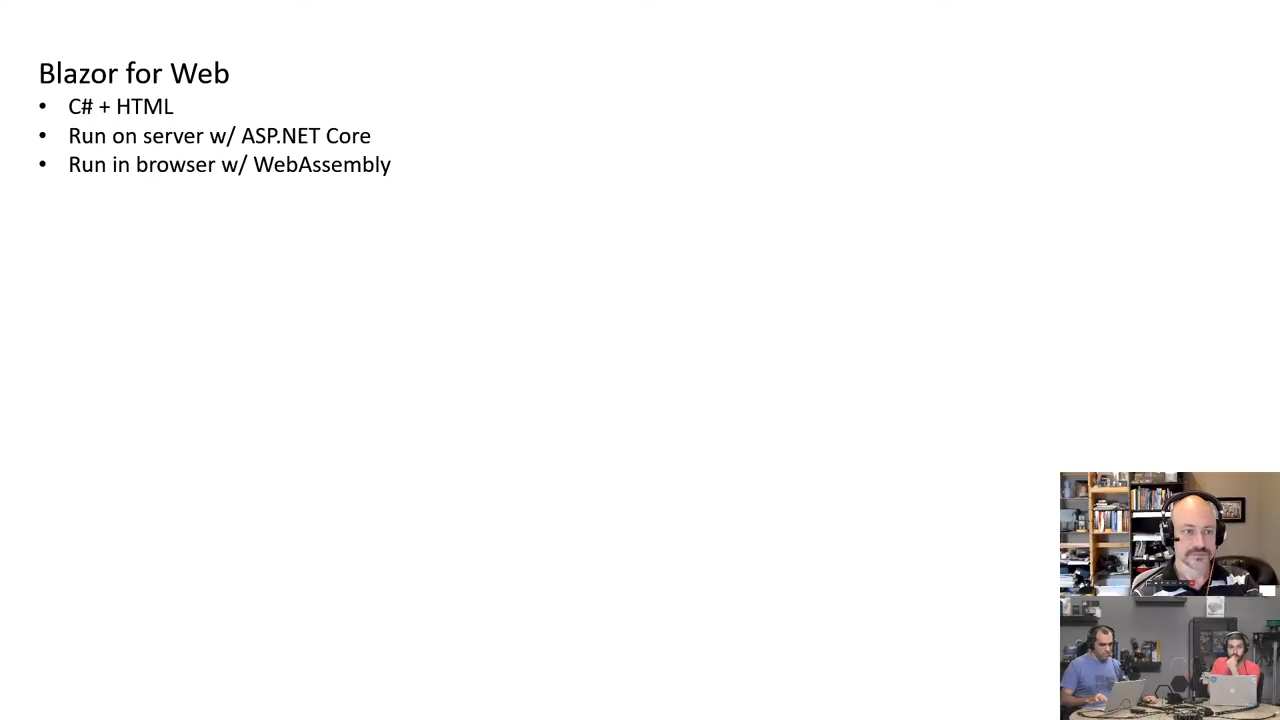 Blazor for Web
• C# + HTML
• Run on server w/ ASP.NET Core
• Run in browser w/ WebAssembly